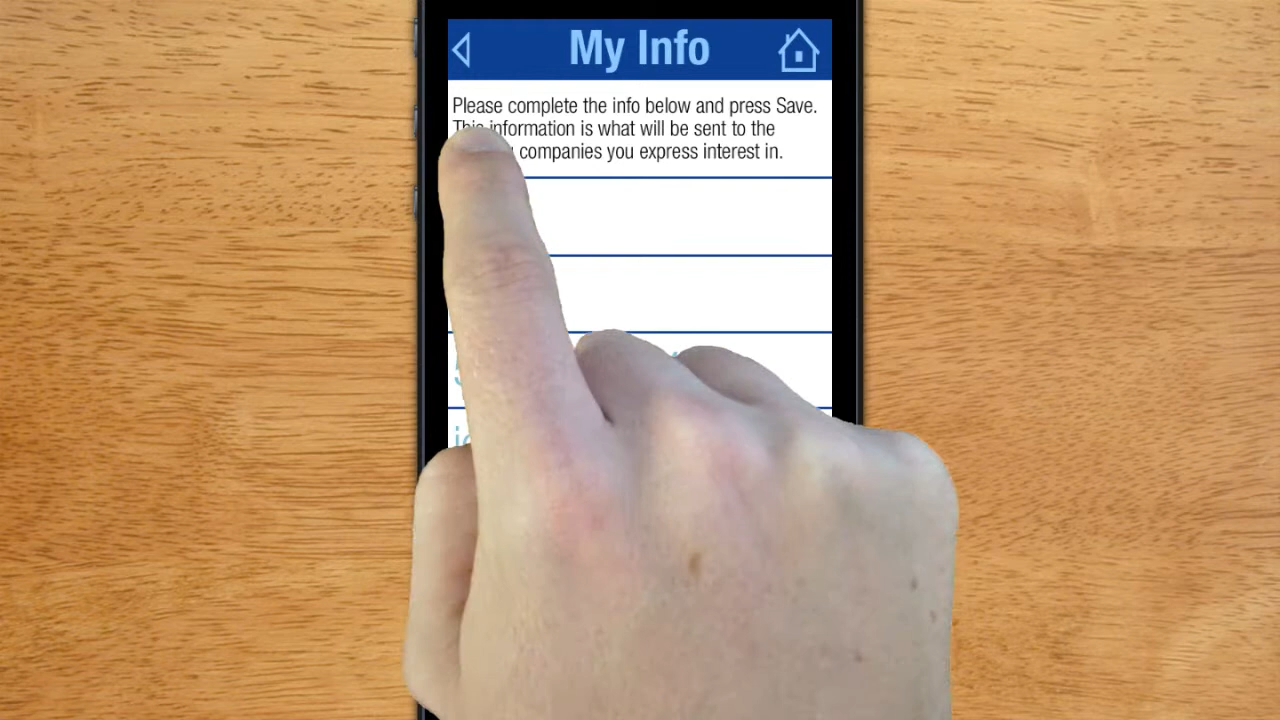 My Info
Please complete the info below and press Save.
This information is what will be sent to the
companies you express interest in.